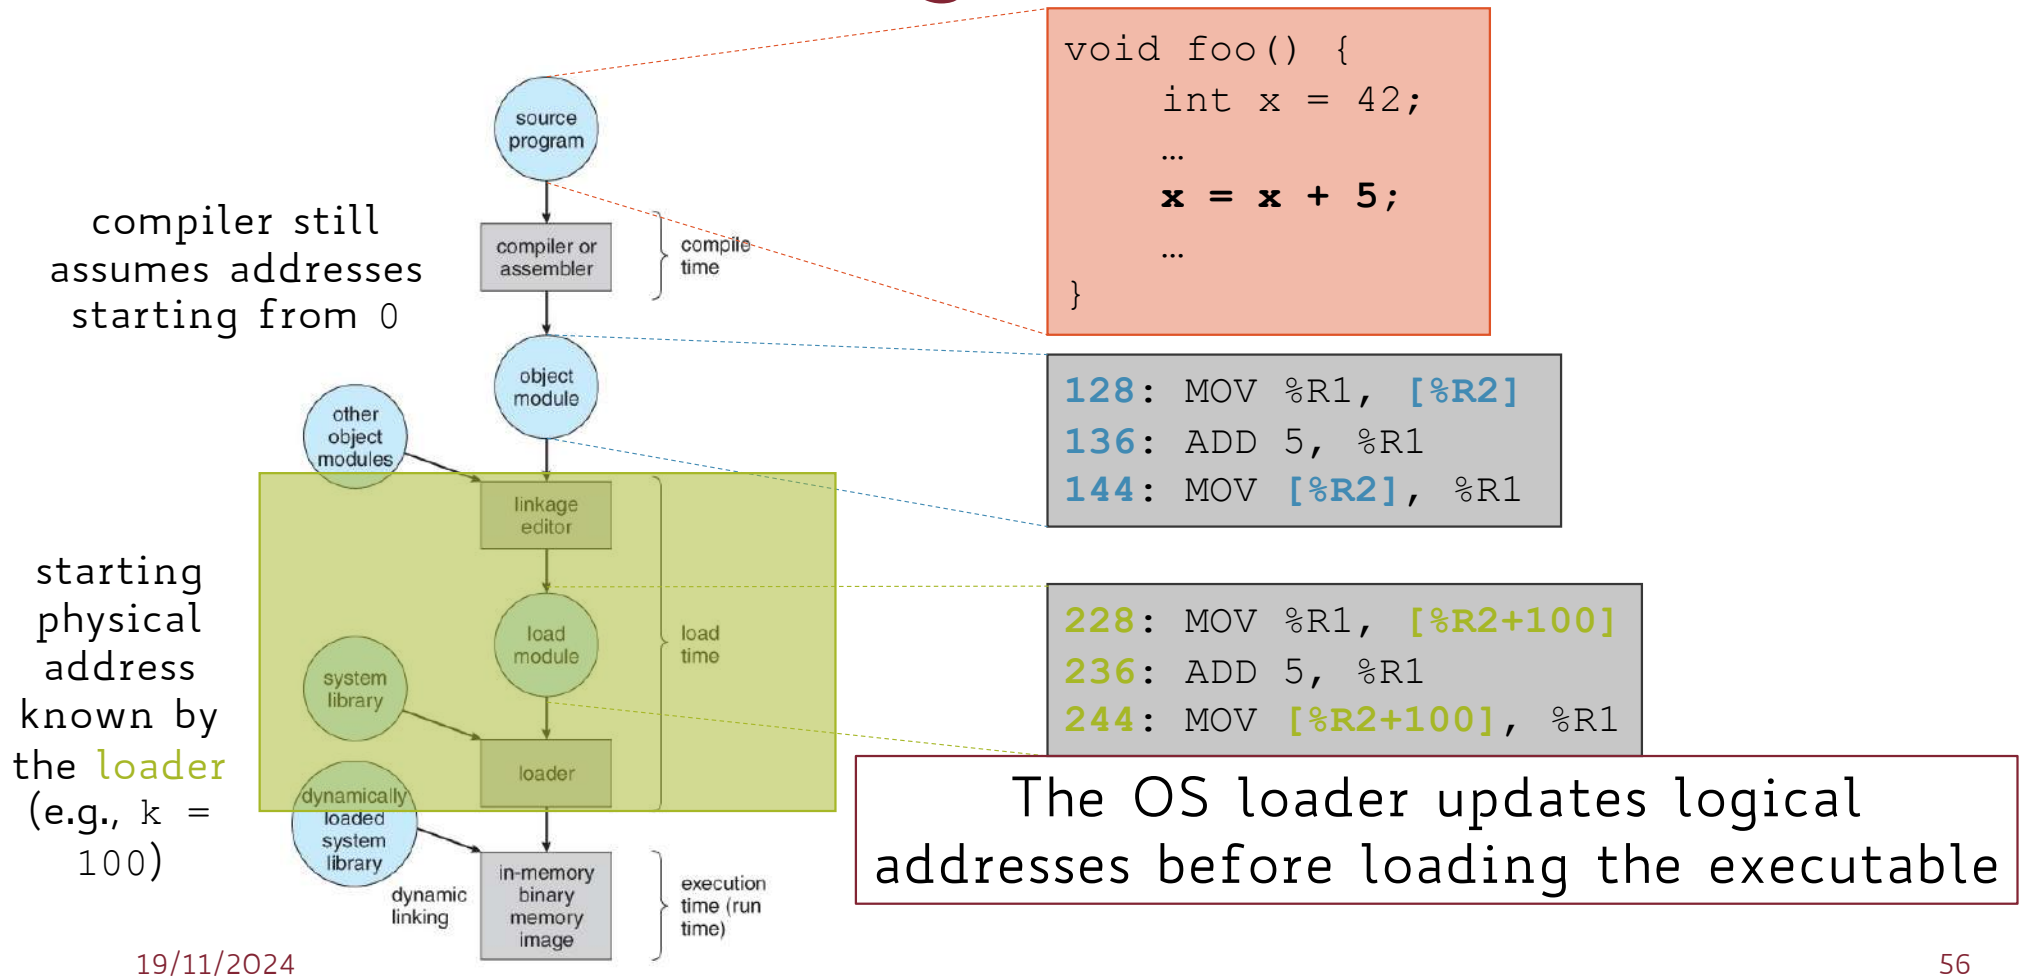 source
program
compiler or
assembler
compile
time
compiler still
assumes addresses
starting from 0
object
module
other
object
modules
linkage
editor
load
module
load
time
system
library
loader
starting
physical
address
known by
the loader
(e.g., k =
100)
dynamically
loaded
system
library
dynamic
linking
in-memory
binary
memory
image
execution
time (run
time)
void foo() {
int x = 42;
…
x = x + 5;
…
}
128: MOV %R1, [%R2]
136: ADD 5, %R1
144: MOV [%R2], %R1
228: MOV %R1, [%R2+100]
236: ADD 5, %R1
244: MOV [%R2+100], %R1
The OS loader updates logical
addresses before loading the executable
19/11/2024
56